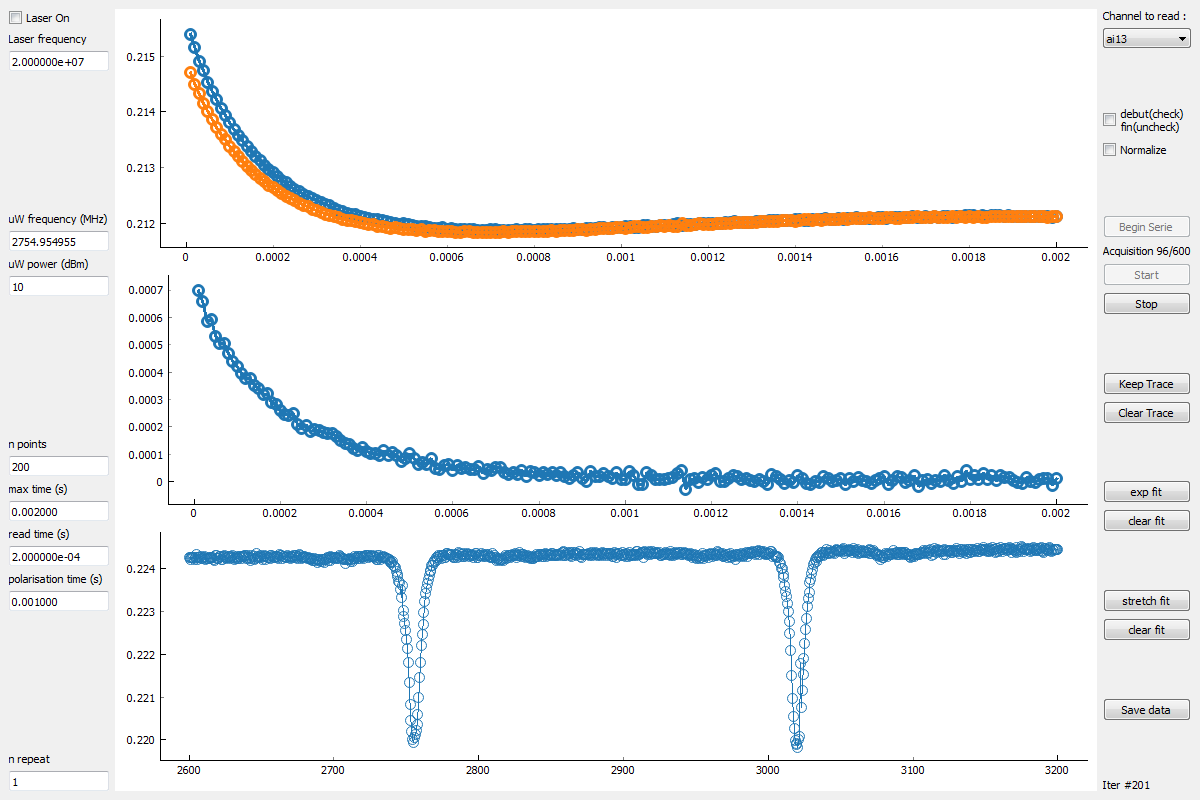 Laser On
Laser frequency
2.000000e+07
uW frequency (MHz)
2754.954955
uW power (dBm)
10
n points
200
max time (s)
0.002000
read time (s)
2.000000e-04
polarisation time (s)
0.001000
n repeat
1
0.215
0.214
0.213
0.212
0 0.0002 0.0004 0.0006 0.0008 0.001 0.0012 0.0014 0.0016 0.0018 0.002
0.0007
0.0006
0.0005
0.0004
0.0003
0.0002
0.0001
0
0 0.0002 0.0004 0.0006 0.0008 0.001 0.0012 0.0014 0.0016 0.0018 0.002
0.224
0.223
0.222
0.221
0.220
2600 2700 2800 2900 3000 3100 3200
Channel to read :
ai13
debut(check)
fin(uncheck)
Normalize
Begin Serie
Acquisition 96/600
Start
Stop
Keep Trace
Clear Trace
exp fit
clear fit
stretch fit
clear fit
Save data
Iter #201